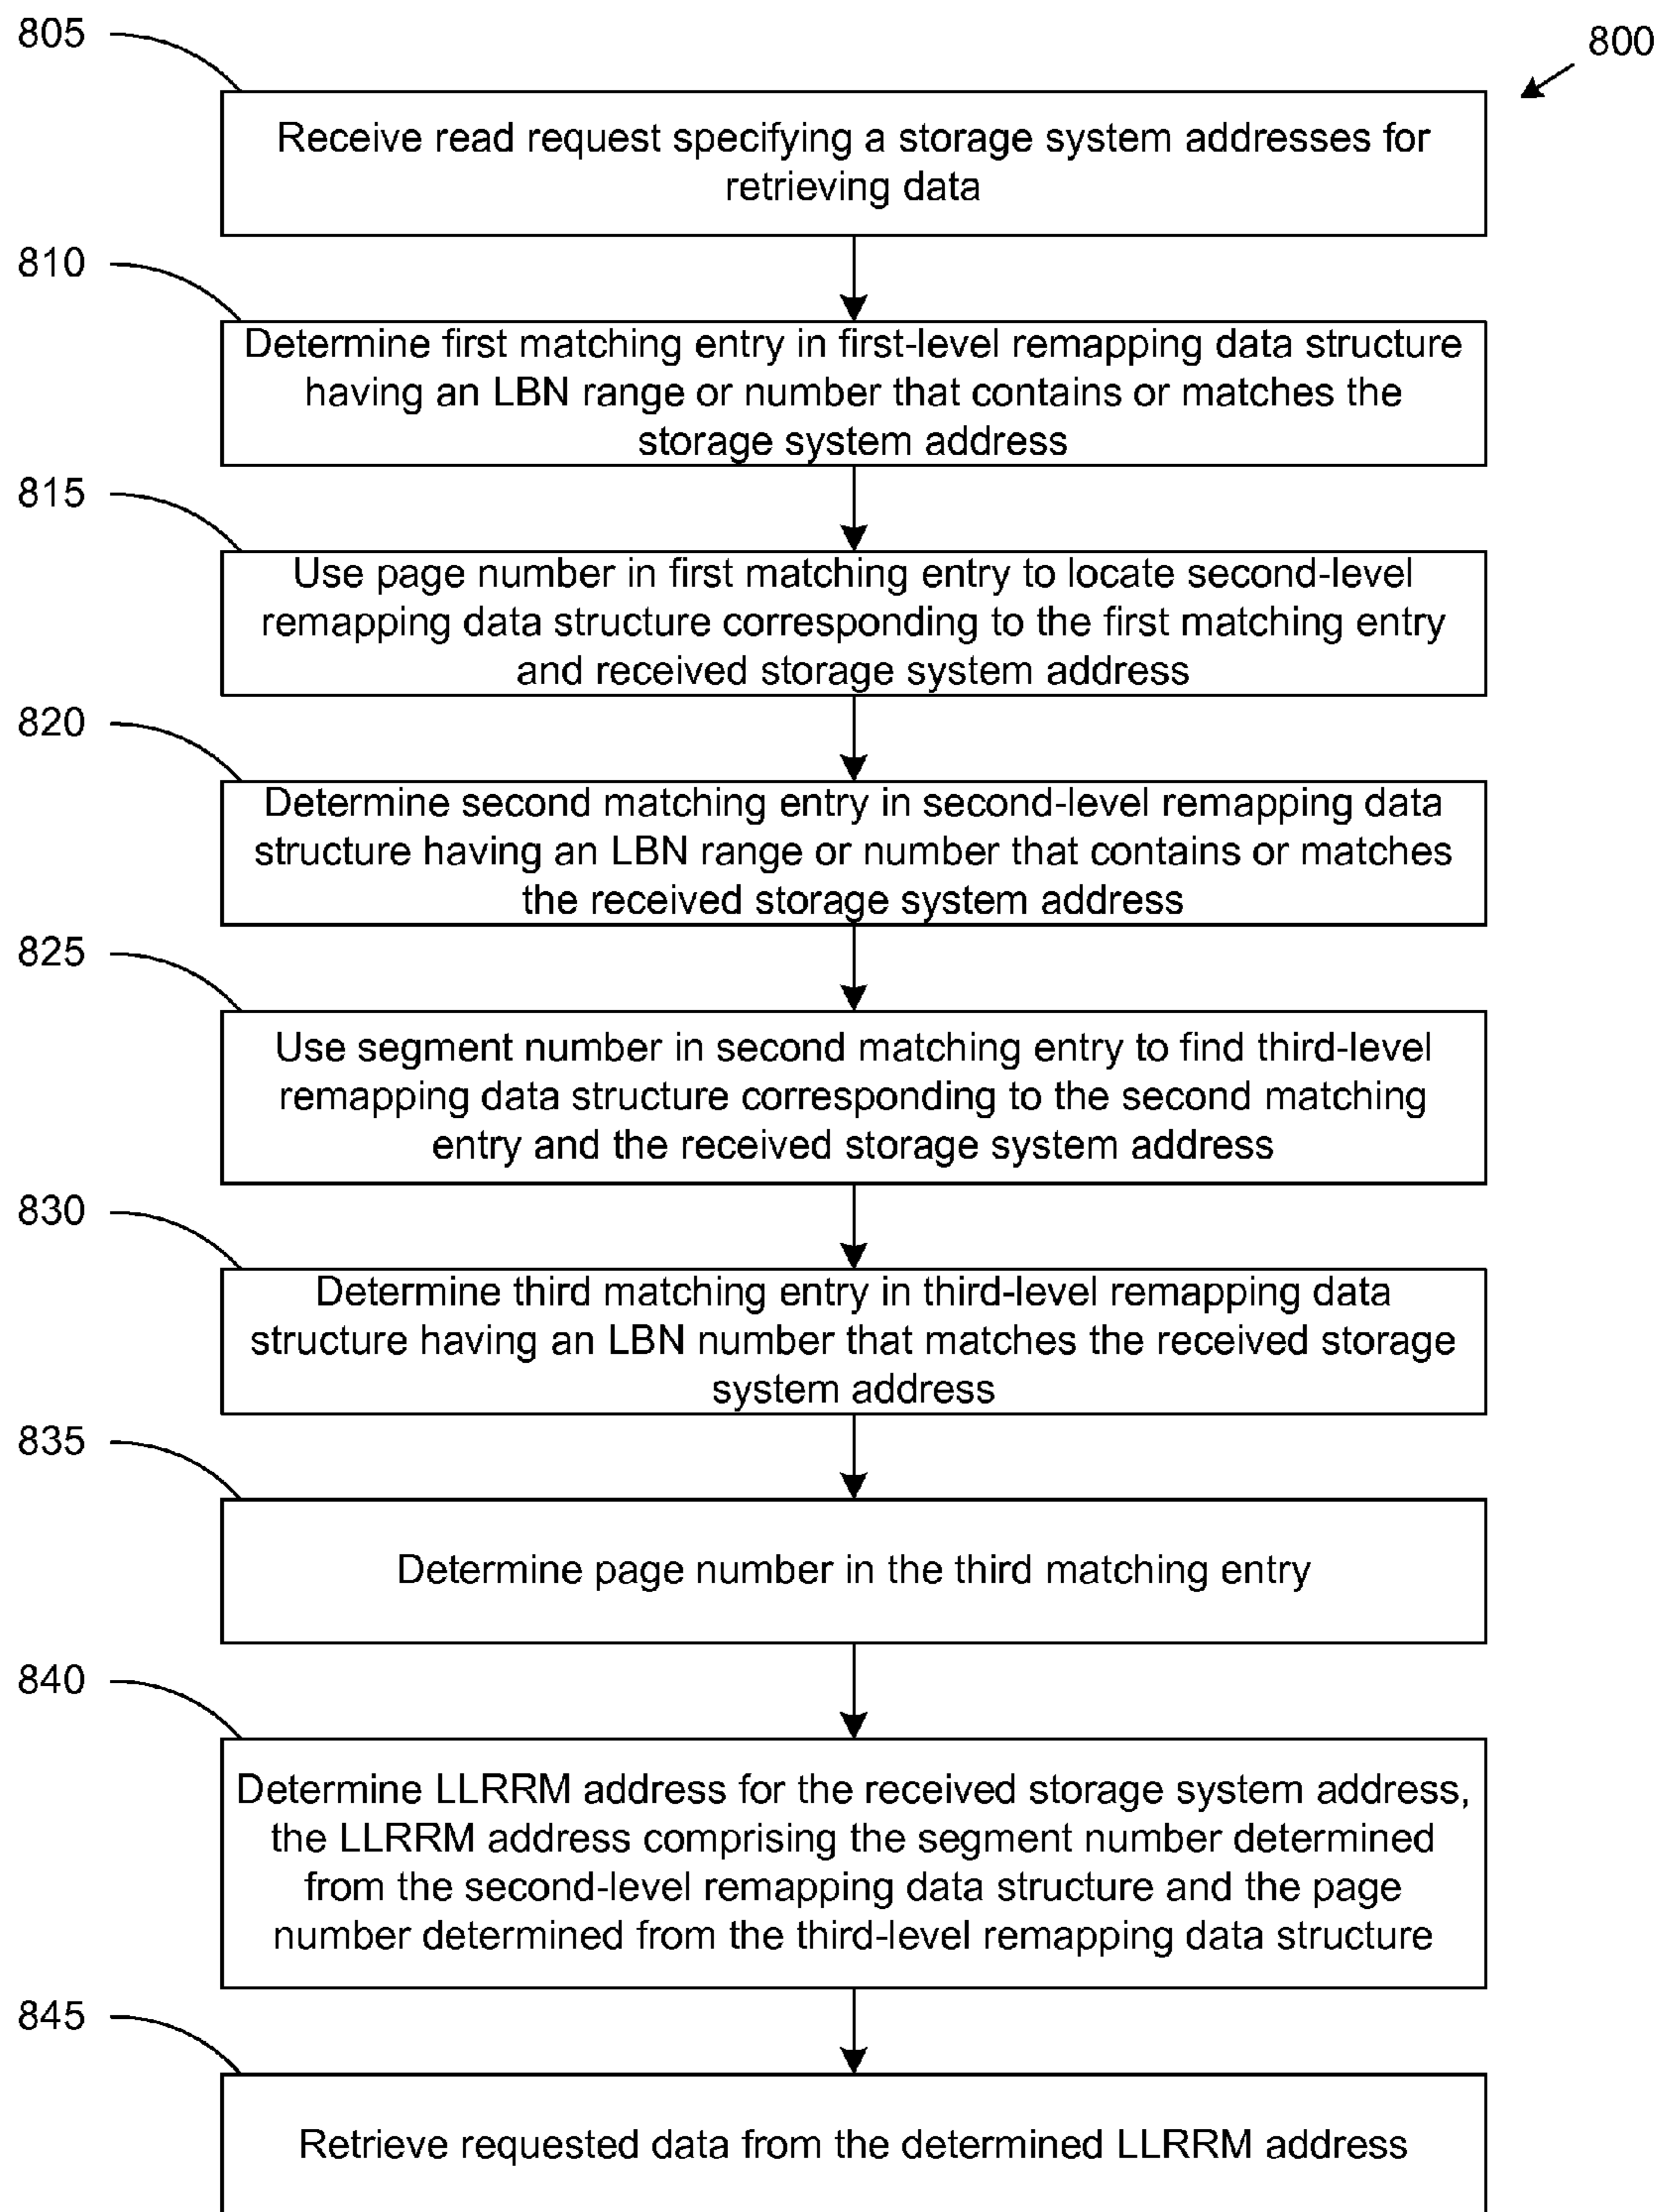 805
800
Receive read request specifying a storage system addresses for
retrieving data
810
Determine first matching entry in first-level remapping data structure
having an LBN range or number that contains or matches the
storage system address
815
Use page number in first matching entry to locate second-level
remapping data structure corresponding to the first matching entry
and received storage system address
820
Determine second matching entry in second-level remapping data
structure having an LBN range or number that contains or matches
the received storage system address
825
Use segment number in second matching entry to find third-level
remapping data structure corresponding to the second matching
entry and the received storage system address
830
Determine third matching entry in third-level remapping data
structure having an LBN number that matches the received storage
system address
835
Determine page number in the third matching entry
840
Determine LLRRM address for the received storage system address,
the LLRRM address comprising the segment number determined
from the second-level remapping data structure and the page
number determined from the third-level remapping data structure
845
Retrieve requested data from the determined LLRRM address